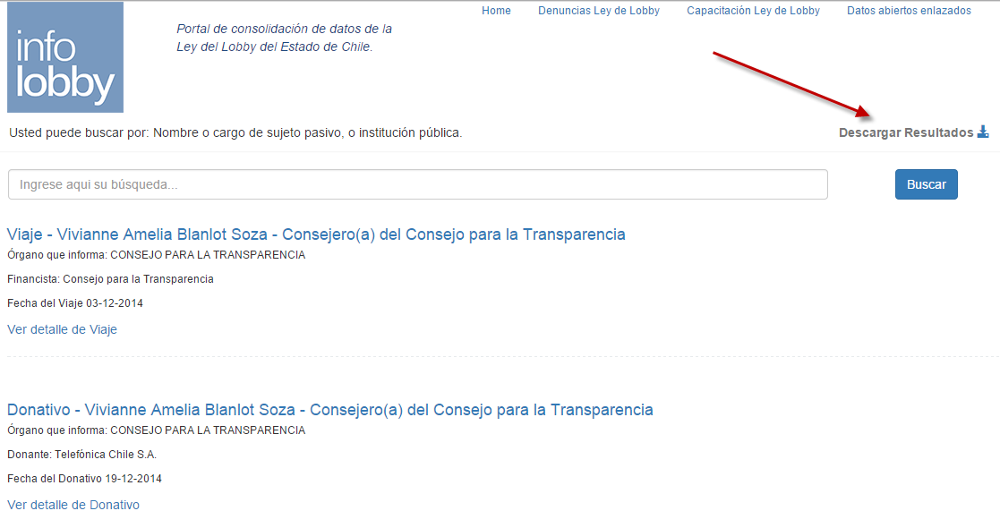 Home Denuncias Ley de Lobby Capacitación Ley de Lobby Datos abiertos enlazados
info
lobby
Portal de consolidación de datos de la
Ley del Lobby del Estado de Chile.
Usted puede buscar por: Nombre o cargo de sujeto pasivo, o institución pública.
Descargar Resultados
Ingrese aqui su búsqueda...
Buscar
Viaje - Vivianne Amelia Blanlot Soza - Consejero(a) del Consejo para la Transparencia
Órgano que informa: CONSEJO PARA LA TRANSPARENCIA
Financista: Consejo para la Transparencia
Fecha del Viaje 03-12-2014
Ver detalle de Viaje
Donativo - Vivianne Amelia Blanlot Soza - Consejero(a) del Consejo para la Transparencia
Órgano que informa: CONSEJO PARA LA TRANSPARENCIA
Donante: Telefónica Chile S.A.
Fecha del Donativo 19-12-2014
Ver detalle de Donativo